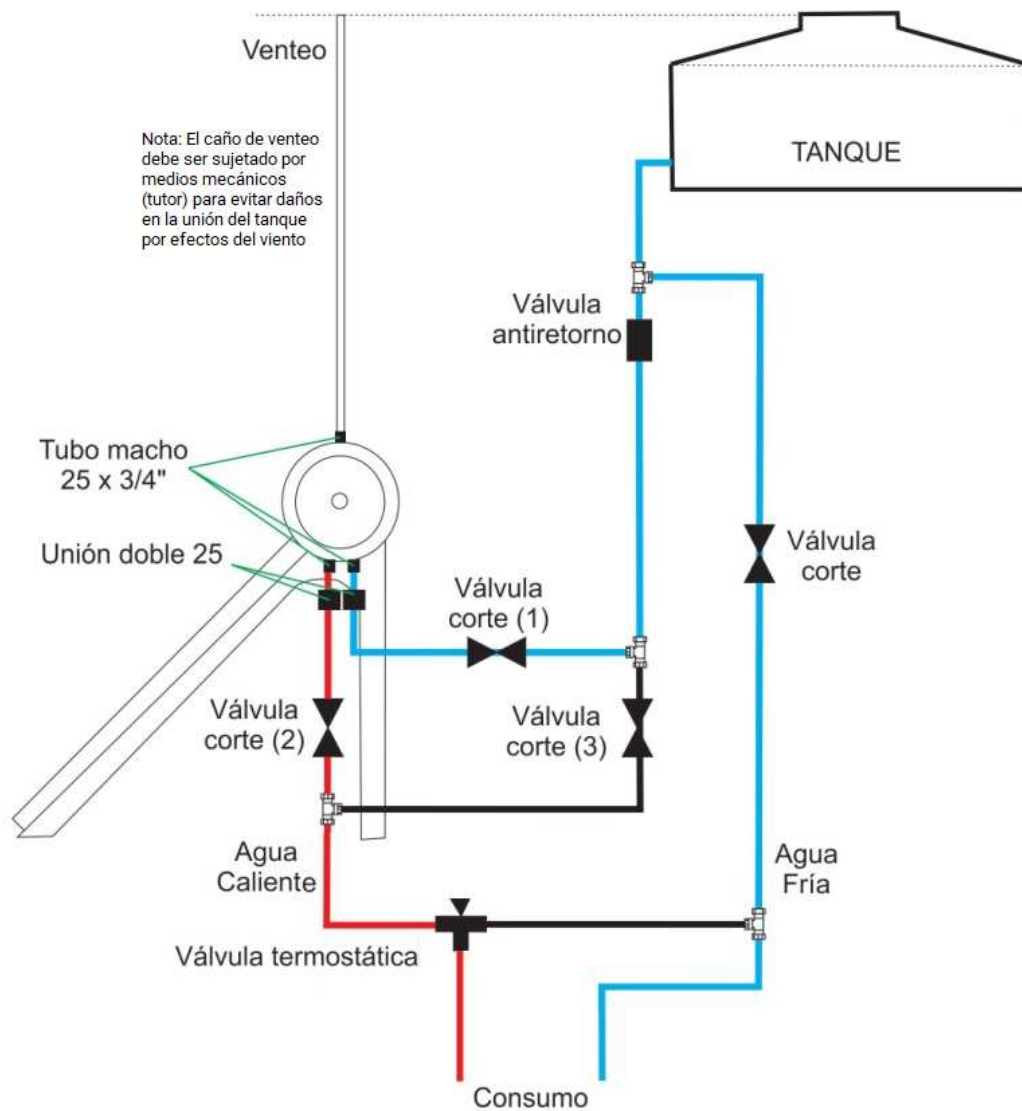 Venteo
Nota: El caño de venteo
debe ser sujetado por
medios mecánicos
(tutor) para evitar daños
en la unión del tanque
por efectos del viento
TANQUE
Válvula
antiretorno
Tubo macho
25 x 3/4"
Unión doble 25
Válvula
corte (1)
Válvula
corte
Válvula
corte (2)
Válvula
corte (3)
Agua
Caliente
Agua
Fría
Válvula termostática
Consumo